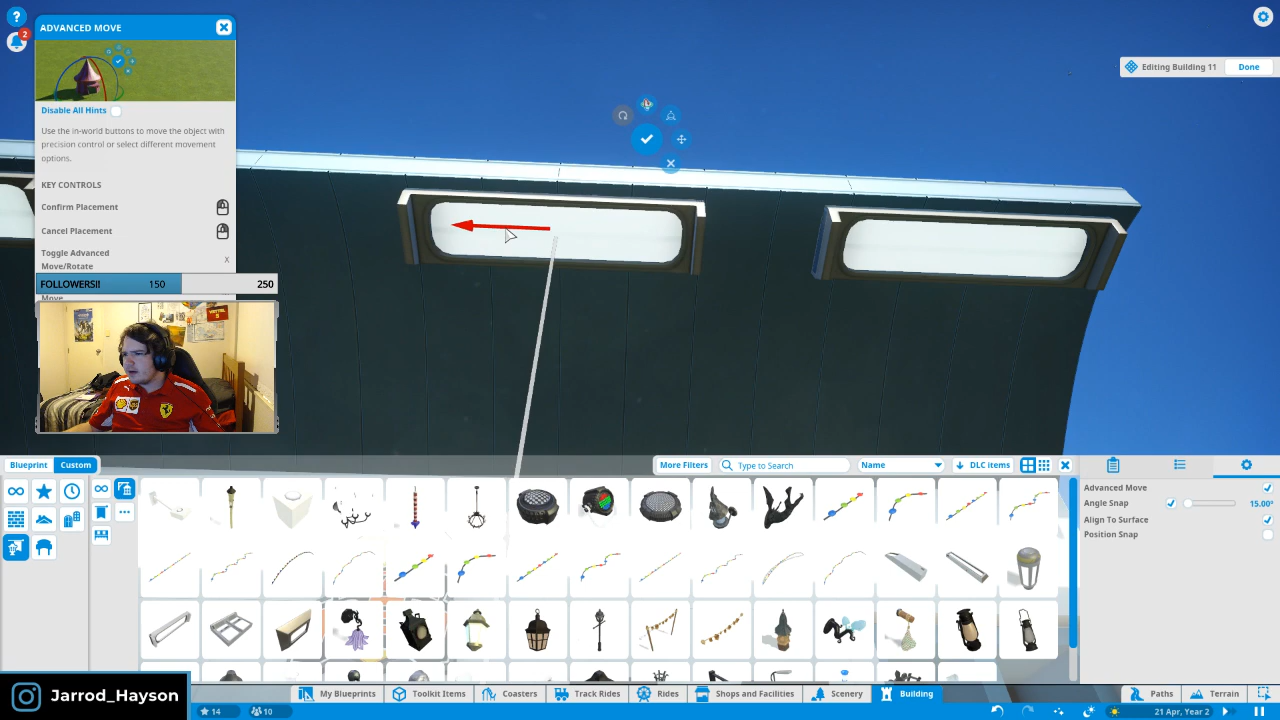 ?
2
ADVANCED MOVE
Disable All Hints
Use the in-world buttons to move the object with
precision control or select different movement
options.
KEY CONTROLS
Confirm Placement
Cancel Placement
Toggle Advanced
Move/Rotate
X
FOLLOWERS!! 150 250
Move
Editing Building 11
Done
Blueprint
Custom
More Filters
Type to Search
Name
DLC items
Advanced Move
Angle Snap
15.00°
Align To Surface
Position Snap
Jarrod_Hayson
My Blueprints
Toolkit Items
Coasters
Track Rides
Rides
Shops and Facilities
Scenery
Building
Paths
Terrain
14
10
21 Apr, Year 2